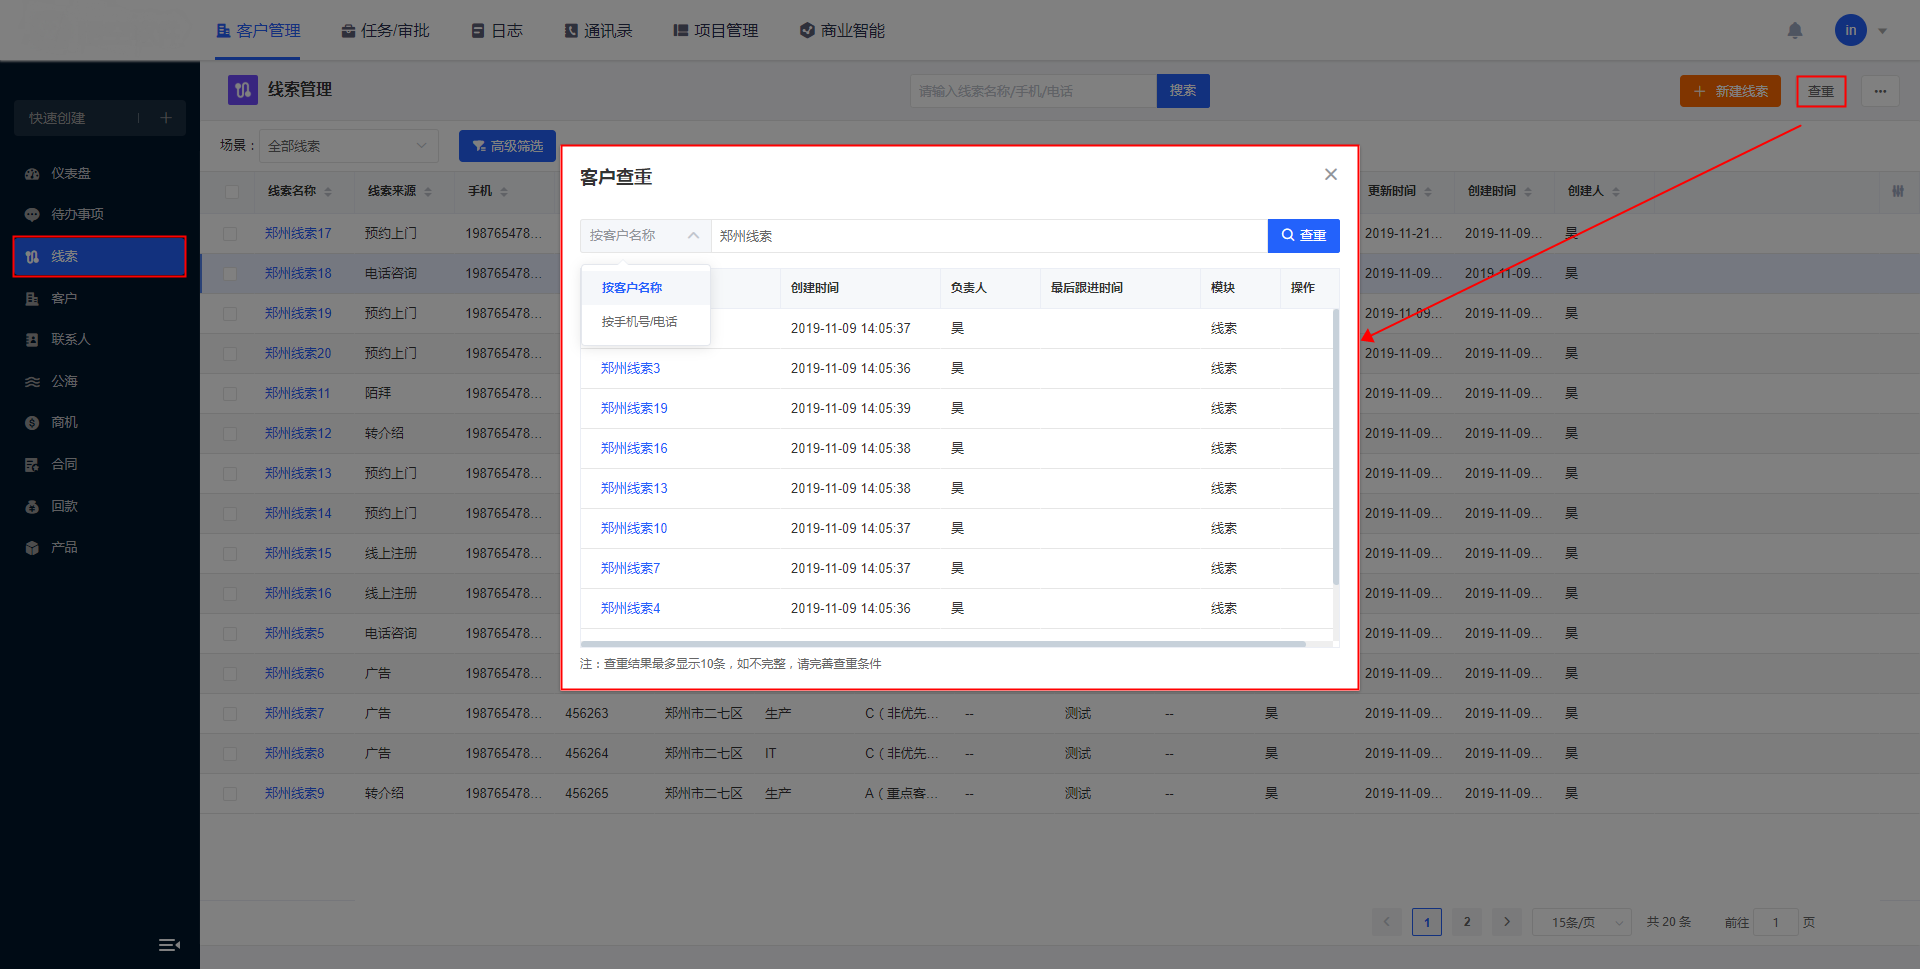 客户管理 任务/审批 日志 通讯录 项目管理 商业智能 in
快速创建
仪表盘
待办事项
线索
客户
联系人
公海
商机
合同
回款
产品
线索管理 请输入线索名称/手机/电话 搜索 新建线索 查重
场景： 全部线索 高级筛选
线索名称 线索来源 手机 更新时间 创建时间 创建人
郑州线索17 预约上门 198765478... 2019-11-21... 2019-11-09... 昊
郑州线索18 电话咨询 198765478... 2019-11-09... 2019-11-09... 昊
郑州线索19 预约上门 198765478... 2019-11-09... 2019-11-09... 昊
郑州线索20 预约上门 198765478... 2019-11-09... 2019-11-09... 昊
郑州线索11 陌拜 198765478... 2019-11-09... 2019-11-09... 昊
郑州线索12 转介绍 198765478... 2019-11-09... 2019-11-09... 昊
郑州线索13 预约上门 198765478... 2019-11-09... 2019-11-09... 昊
郑州线索14 预约上门 198765478... 2019-11-09... 2019-11-09... 昊
郑州线索15 线上注册 198765478... 2019-11-09... 2019-11-09... 昊
郑州线索16 线上注册 198765478... 2019-11-09... 2019-11-09... 昊
郑州线索5 电话咨询 198765478... 2019-11-09... 2019-11-09... 昊
郑州线索6 广告 198765478... 2019-11-09... 2019-11-09... 昊
郑州线索7 广告 198765478... 456263 郑州市二七区 生产 C（非优先... -- 测试 -- 昊 2019-11-09... 2019-11-09... 昊
郑州线索8 广告 198765478... 456264 郑州市二七区 IT C（非优先... -- 测试 -- 昊 2019-11-09... 2019-11-09... 昊
郑州线索9 转介绍 198765478... 456265 郑州市二七区 生产 A（重点客... -- 测试 -- 昊 2019-11-09... 2019-11-09... 昊
1 2 15条/页 共 20 条 前往 1 页
客户查重
按客户名称 郑州线索 查重
按客户名称
按手机号/电话
创建时间 负责人 最后跟进时间 模块 操作
2019-11-09 14:05:37 昊 线索
郑州线索3 2019-11-09 14:05:36 昊 线索
郑州线索19 2019-11-09 14:05:39 昊 线索
郑州线索16 2019-11-09 14:05:38 昊 线索
郑州线索13 2019-11-09 14:05:38 昊 线索
郑州线索10 2019-11-09 14:05:37 昊 线索
郑州线索7 2019-11-09 14:05:37 昊 线索
郑州线索4 2019-11-09 14:05:36 昊 线索
注：查重结果最多显示10条，如不完整，请完善查重条件